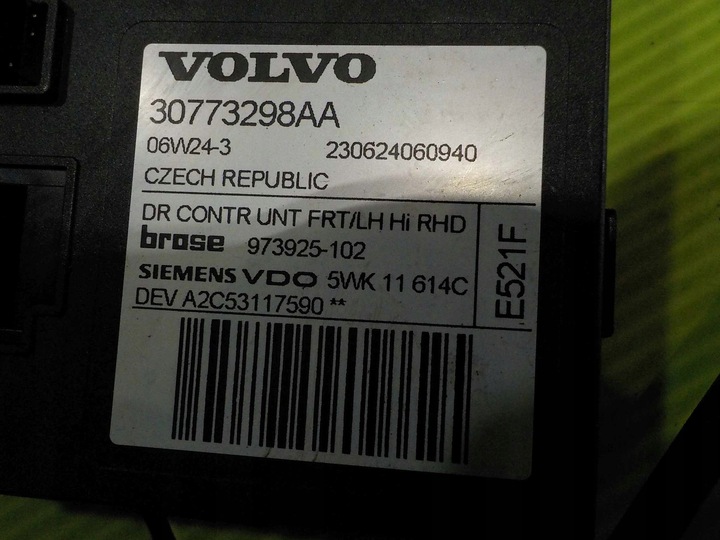 VOLVO
30773298AA
06W24-3 230624060940
CZECH REPUBLIC
DR CONTR UNT FRT/LH Hi RHD
brose 973925-102
SIEMENS VDO 5WK 11 614C
DEV A2C53117590 **
E521F